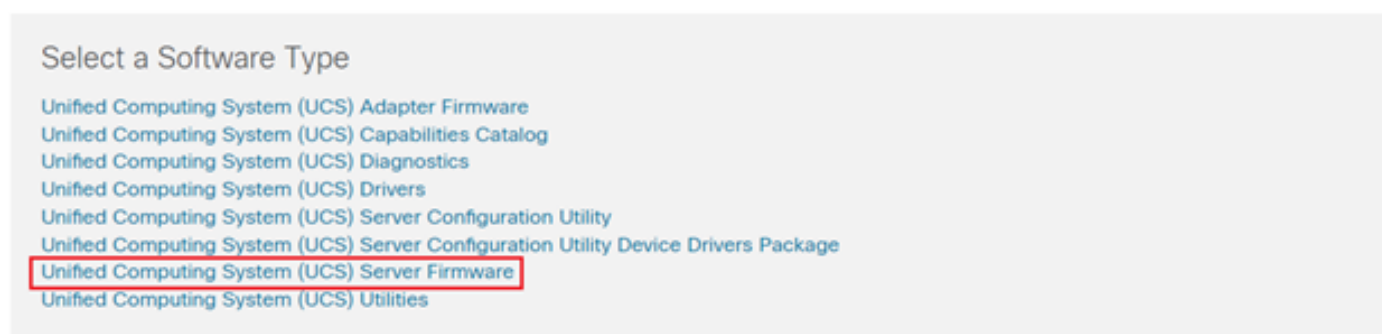 Select a Software Type
Unified Computing System (UCS) Adapter Firmware
Unified Computing System (UCS) Capabilities Catalog
Unified Computing System (UCS) Diagnostics
Unified Computing System (UCS) Drivers
Unified Computing System (UCS) Server Configuration Utility
Unified Computing System (UCS) Server Configuration Utility Device Drivers Package
Unified Computing System (UCS) Server Firmware
Unified Computing System (UCS) Utilities